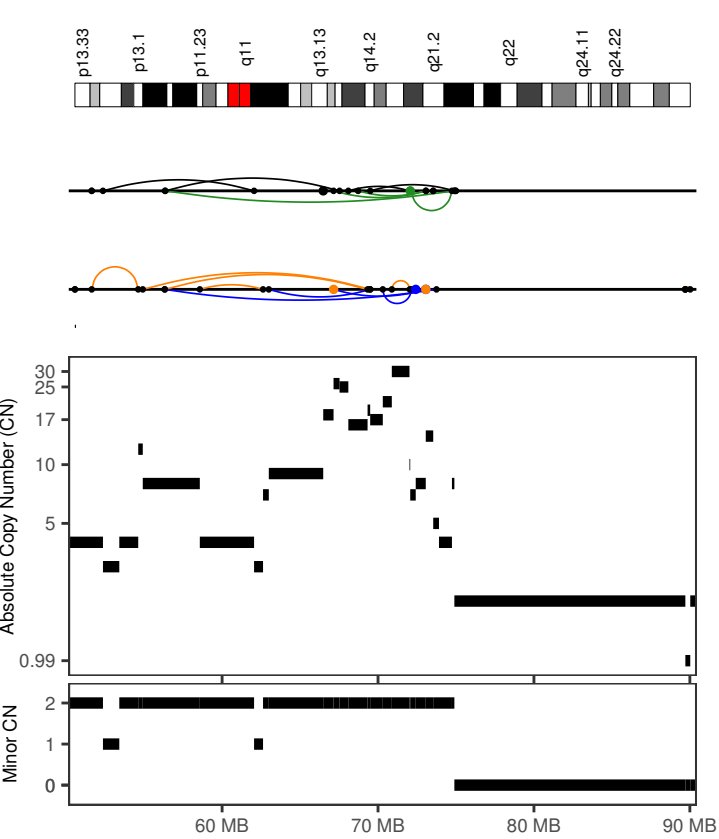 p13.33 p13.1 p11.23 q11 q13.13 q14.2 q21.2 q22 q24.11 q24.22
Absolute Copy Number (CN)
30
25
17
10
5
0.99
Minor CN
2
1
0
60 MB 70 MB 80 MB 90 MB